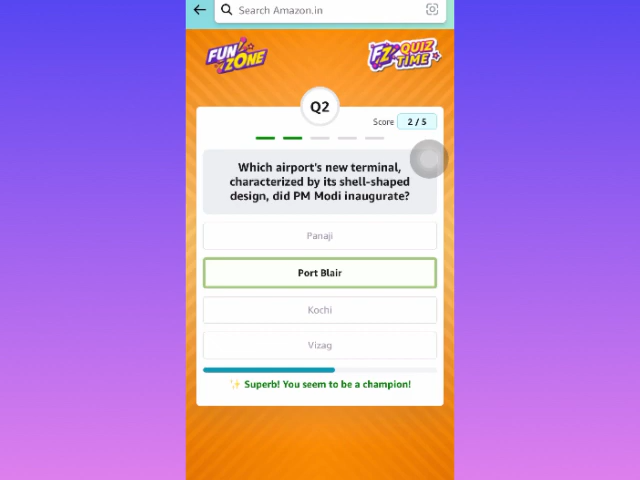 Search Amazon.in
FUN
ZONE
FZ QUIZ
TIME
Q2
Score 2 / 5
Which airport's new terminal,
characterized by its shell-shaped
design, did PM Modi inaugurate?
Panaji
Port Blair
Kochi
Vizag
✨ Superb! You seem to be a champion!